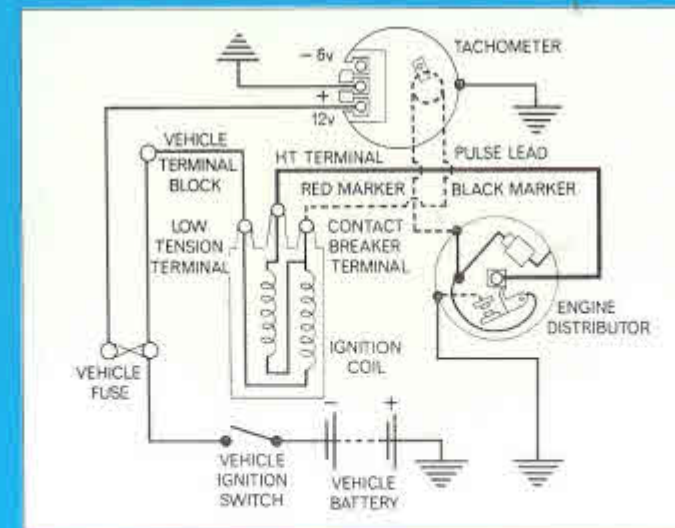 TACHOMETER
- 6v
+
12v
VEHICLE
TERMINAL
BLOCK
HT TERMINAL
PULSE LEAD
RED MARKER
BLACK MARKER
LOW
TENSION
TERMINAL
CONTACT
BREAKER
TERMINAL
ENGINE
DISTRIBUTOR
IGNITION
COIL
VEHICLE
FUSE
- +
VEHICLE
IGNITION
SWITCH
VEHICLE
BATTERY